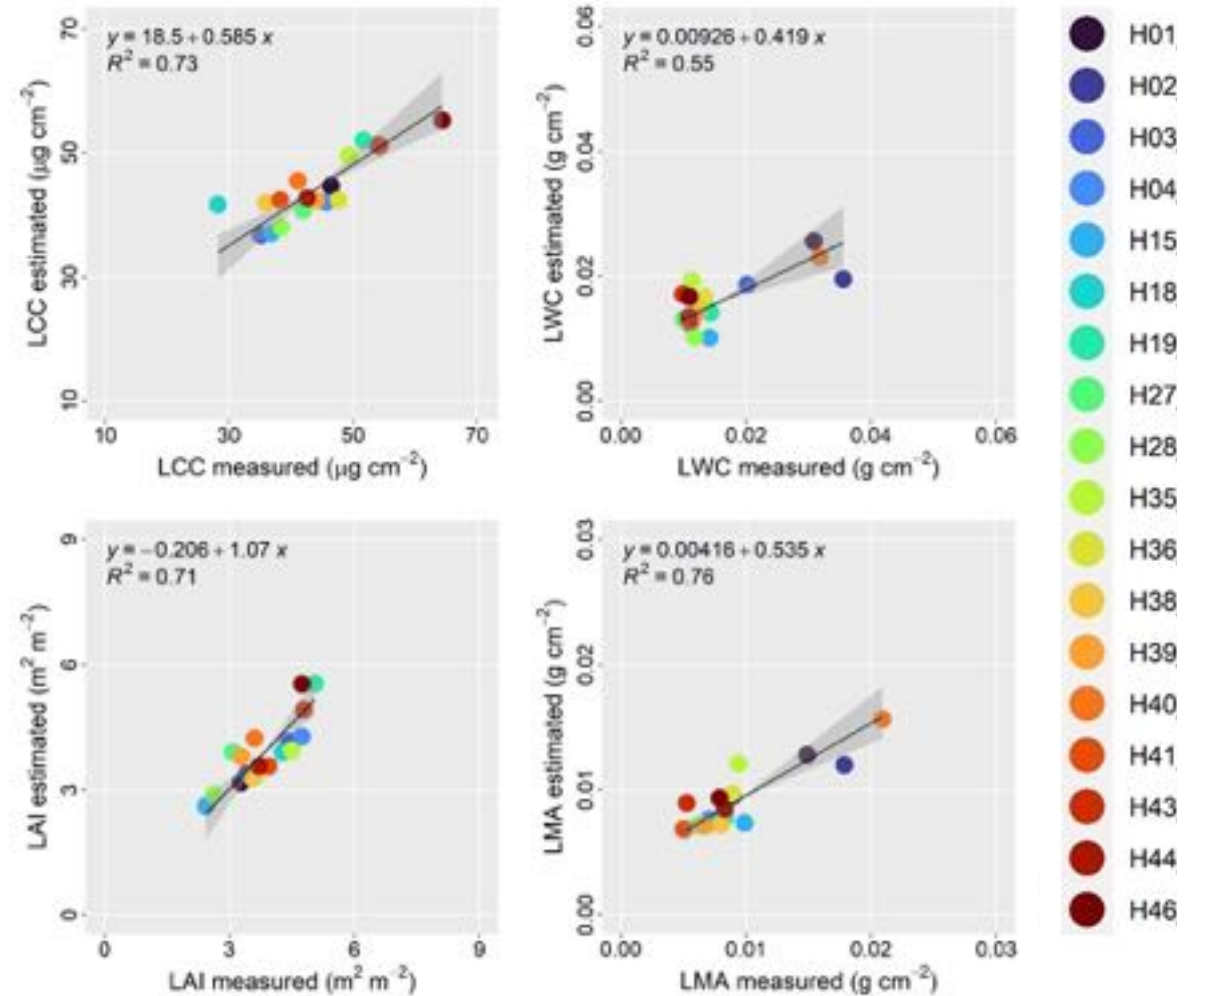 y = 18.5 + 0.585 x
R² = 0.73
70
50
30
10
LCC estimated (μg cm⁻²)
10 30 50 70
LCC measured (μg cm⁻²)
y = 0.00926 + 0.419 x
R² = 0.55
0.06
0.04
0.02
0.00
LWC estimated (g cm⁻²)
0.00 0.02 0.04 0.06
LWC measured (g cm⁻²)
y = −0.206 + 1.07 x
R² = 0.71
9
6
3
0
LAI estimated (m² m⁻²)
0 3 6 9
LAI measured (m² m⁻²)
y = 0.00416 + 0.535 x
R² = 0.76
0.03
0.02
0.01
0.00
LMA estimated (g cm⁻²)
0.00 0.01 0.02 0.03
LMA measured (g cm⁻²)
H01
H02
H03
H04
H15
H18
H19
H27
H28
H35
H36
H38
H39
H40
H41
H43
H44
H46